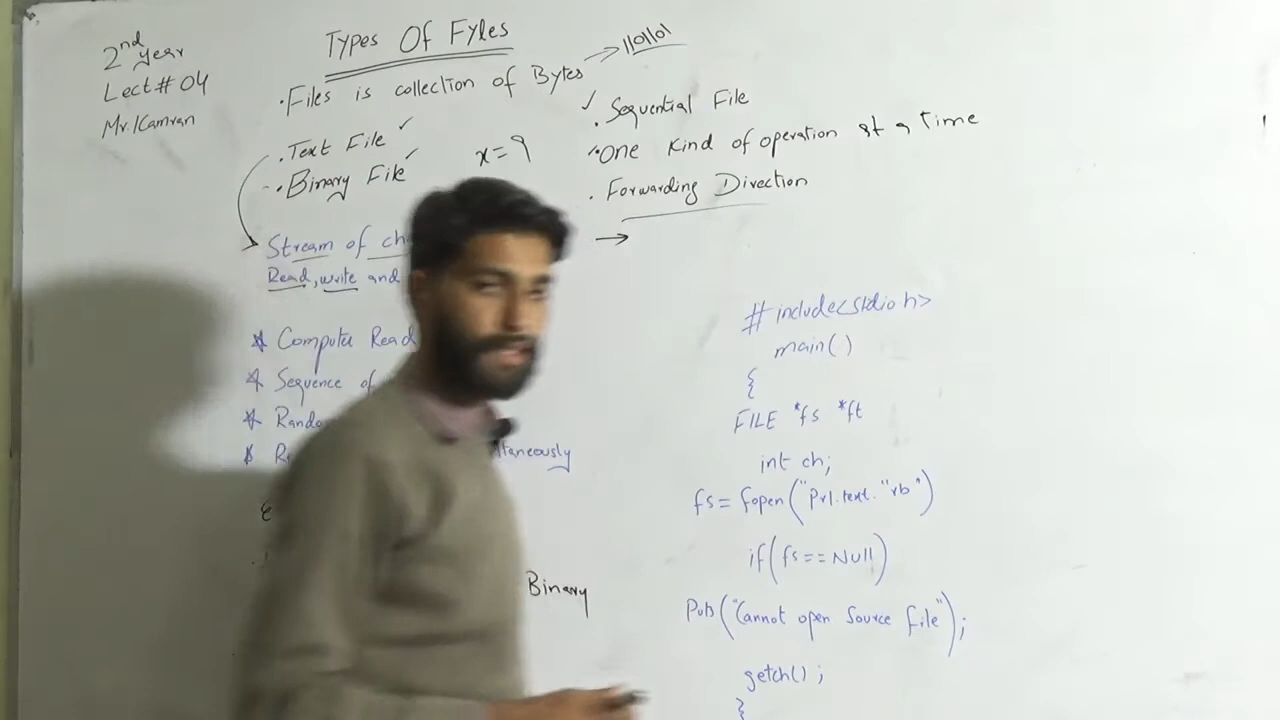 2nd year
Lect# 04
Mr. Kamran
Types Of Fyles
.Files is collection of Bytes → 1101101
.Text File ✓
.Binary File ✓
x=9
Stream of
Read, write and
* Computer Read
* Sequence of
*
*
taneously
Binary
✓ . Sequential File
.One Kind of operation at a Time
. Forwarding Direction
→
#include<stdio h>
main()
{
FILE *fs *ft
int ch;
fs = fopen("Pr1.text."rb")
if(fs==Null)
Puts("Cannot open Source file");
getch();
}